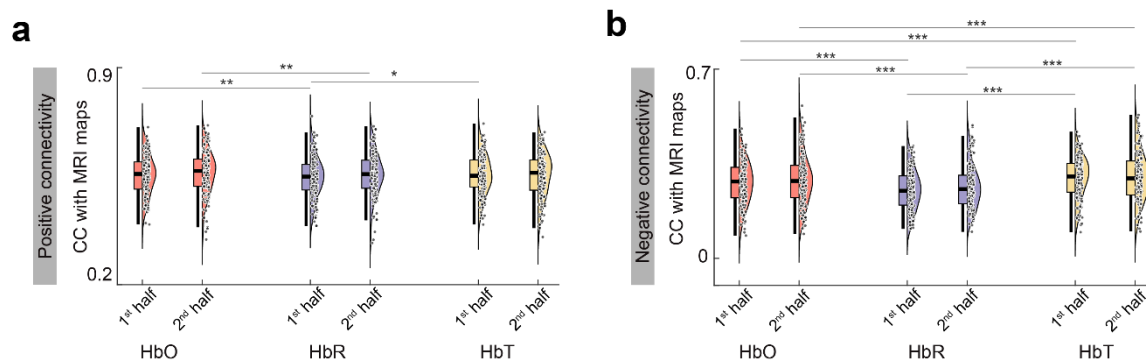 a
Positive connectivity
CC with MRI maps
0.9
0.2
**
**
*
1st half
2nd half
1st half
2nd half
1st half
2nd half
HbO
HbR
HbT
b
Negative connectivity
CC with MRI maps
0.7
0
***
***
***
***
***
***
1st half
2nd half
1st half
2nd half
1st half
2nd half
HbO
HbR
HbT